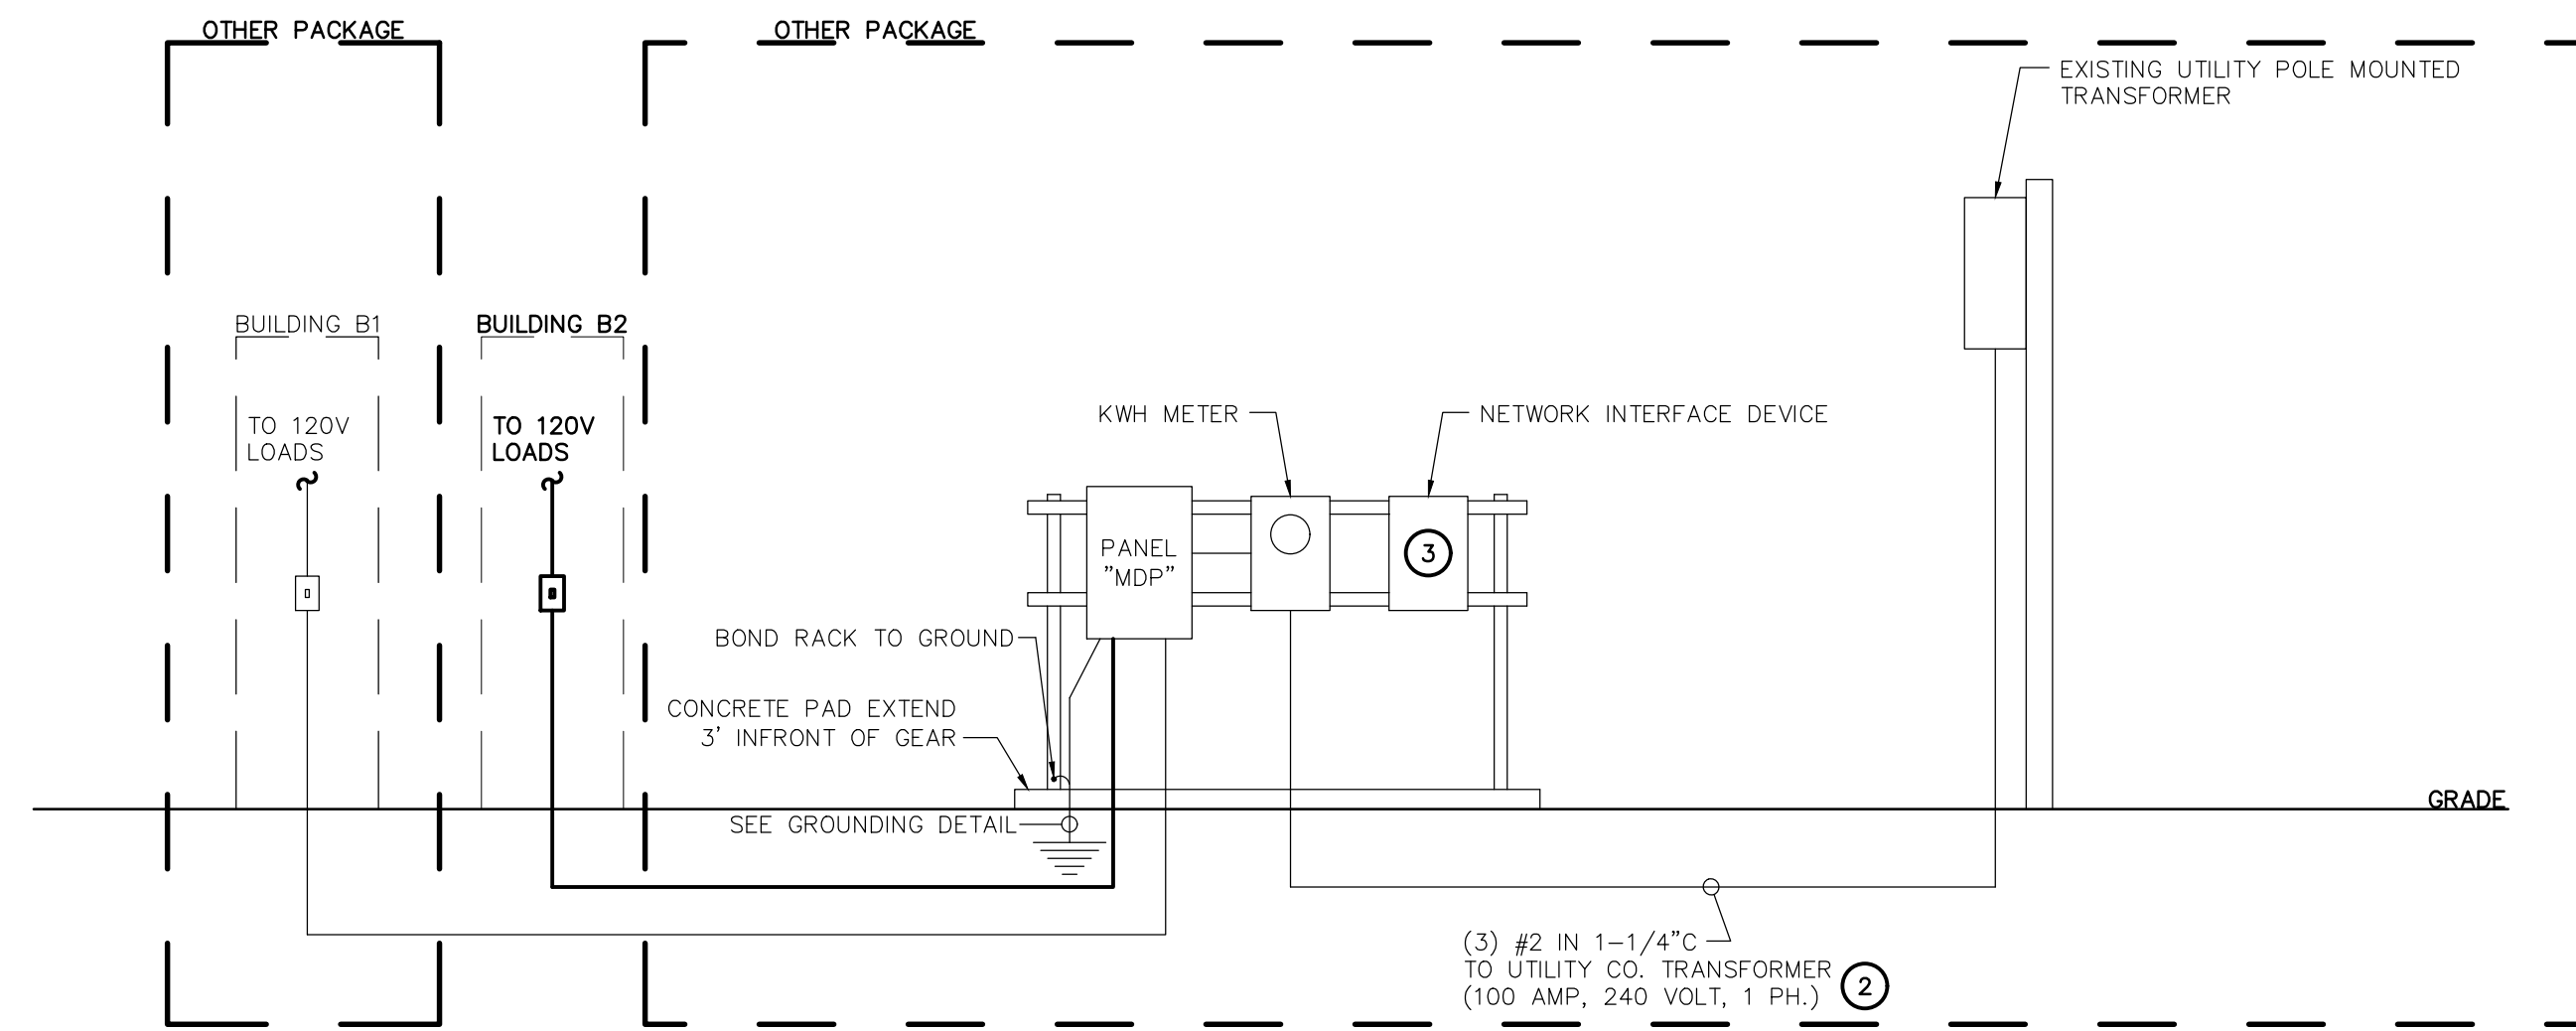 OTHER PACKAGE
OTHER PACKAGE
EXISTING UTILITY POLE MOUNTED
TRANSFORMER
BUILDING B1
BUILDING B2
TO 120V
LOADS
TO 120V
LOADS
KWH METER
NETWORK INTERFACE DEVICE
PANEL
"MDP"
3
BOND RACK TO GROUND
CONCRETE PAD EXTEND
3' INFRONT OF GEAR
GRADE
SEE GROUNDING DETAIL
(3) #2 IN 1-1/4"C
TO UTILITY CO. TRANSFORMER
(100 AMP, 240 VOLT, 1 PH.)
2